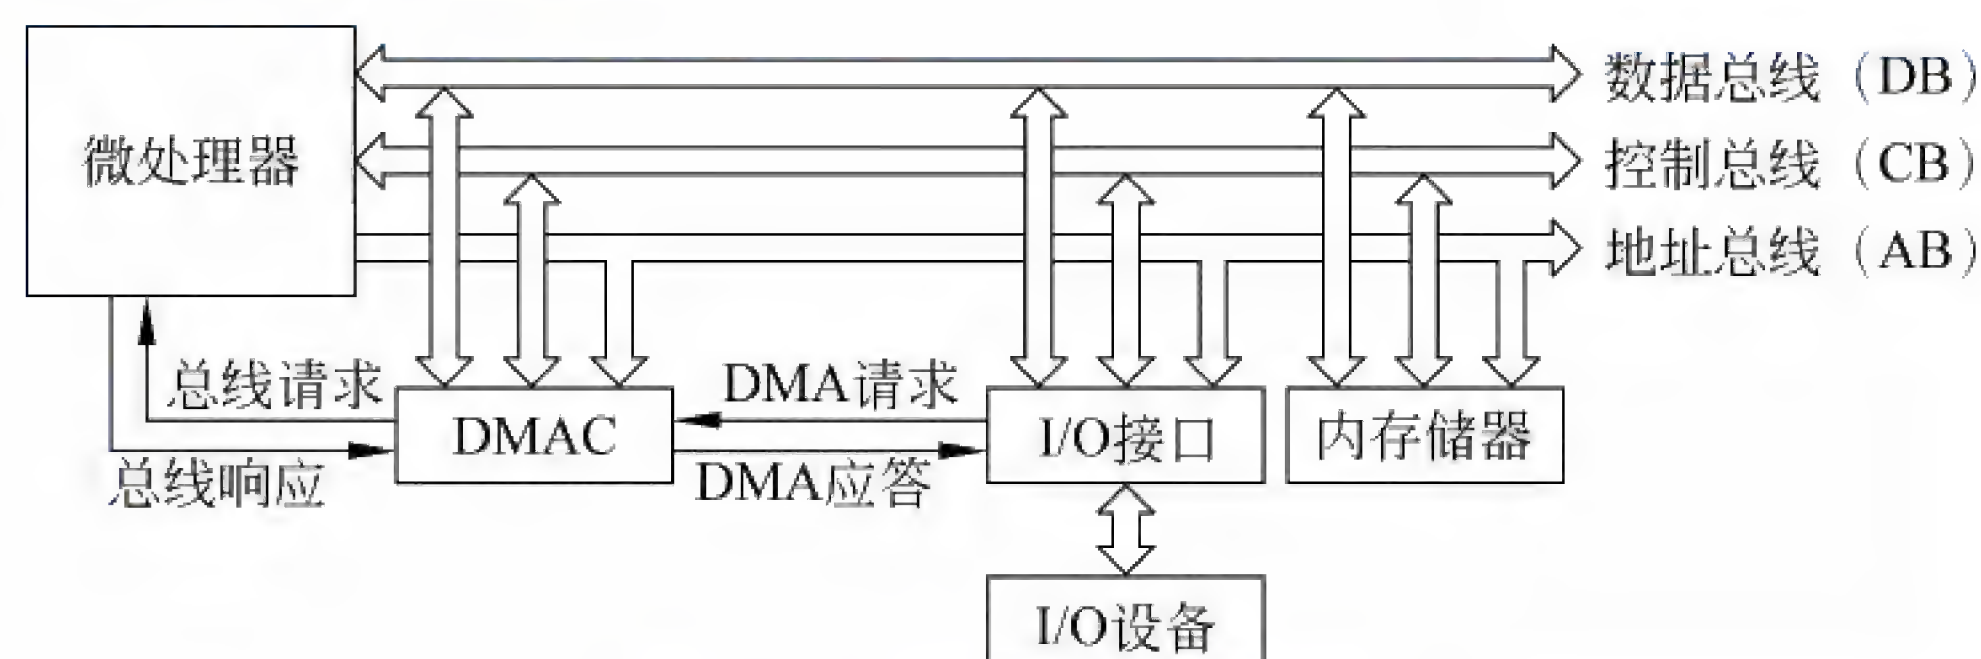 数据总线（DB）
微处理器
控制总线（CB）
地址总线（AB）
总线请求
DMA请求
DMAC
I/O接口
内存储器
总线响应
DMA应答
I/O设备